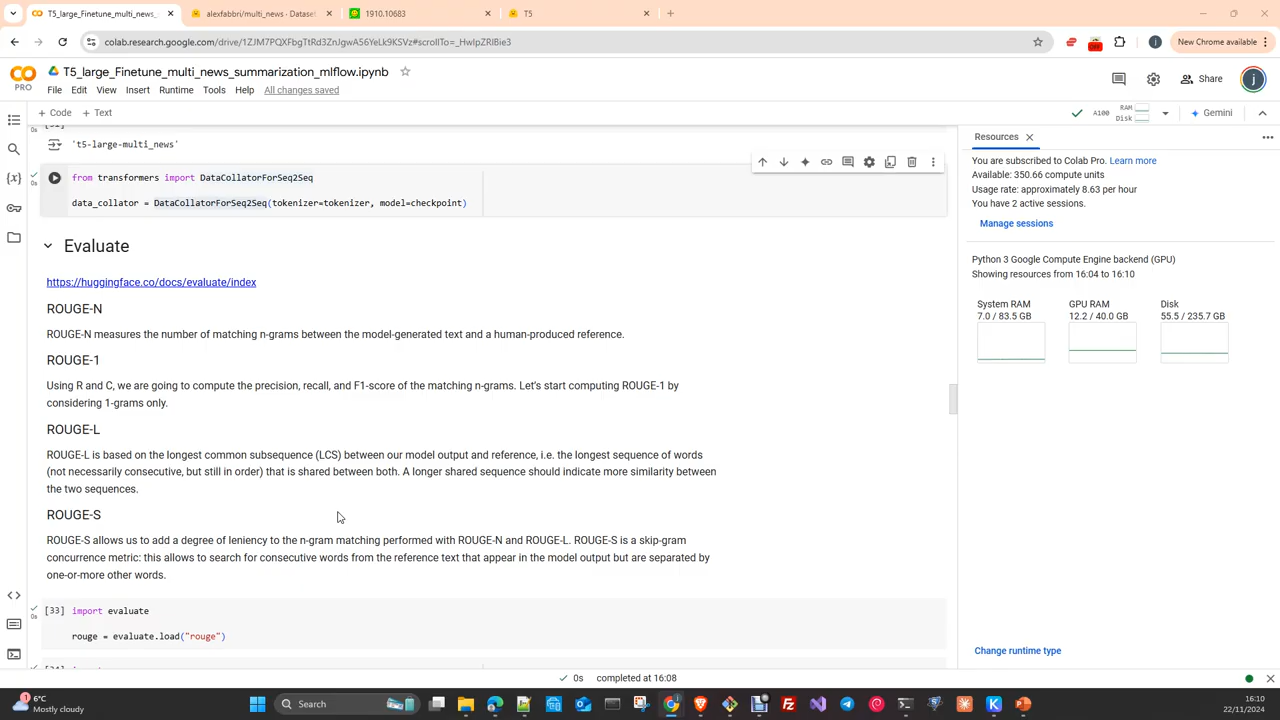 T5_large_Finetune_multi_news_
alexfabbri/multi_news · Datase
1910.10683
T5
colab.research.google.com/drive/1ZJM7PQXFbgTtRd3ZnJgwA56YeLk9KSVz#scrollTo=_HwIpZRIBie3
New Chrome available
PRO
T5_large_Finetune_multi_news_summarization_mlflow.ipynb
File Edit View Insert Runtime Tools Help All changes saved
Share
j
+ Code + Text
A100
RAM
Disk
Gemini
0s
't5-large-multi_news'
0s
from transformers import DataCollatorForSeq2Seq
data_collator = DataCollatorForSeq2Seq(tokenizer=tokenizer, model=checkpoint)
Evaluate
https://huggingface.co/docs/evaluate/index
ROUGE-N
ROUGE-N measures the number of matching n-grams between the model-generated text and a human-produced reference.
ROUGE-1
Using R and C, we are going to compute the precision, recall, and F1-score of the matching n-grams. Let's start computing ROUGE-1 by
considering 1-grams only.
ROUGE-L
ROUGE-L is based on the longest common subsequence (LCS) between our model output and reference, i.e. the longest sequence of words
(not necessarily consecutive, but still in order) that is shared between both. A longer shared sequence should indicate more similarity between
the two sequences.
ROUGE-S
ROUGE-S allows us to add a degree of leniency to the n-gram matching performed with ROUGE-N and ROUGE-L. ROUGE-S is a skip-gram
concurrence metric: this allows to search for consecutive words from the reference text that appear in the model output but are separated by
one-or-more other words.
0s
[33] import evaluate
rouge = evaluate.load("rouge")
Resources
You are subscribed to Colab Pro. Learn more
Available: 350.66 compute units
Usage rate: approximately 8.63 per hour
You have 2 active sessions.
Manage sessions
Python 3 Google Compute Engine backend (GPU)
Showing resources from 16:04 to 16:10
System RAM
7.0 / 83.5 GB
GPU RAM
12.2 / 40.0 GB
Disk
55.5 / 235.7 GB
Change runtime type
0s completed at 16:08
6°C
Mostly cloudy
Search
16:10
22/11/2024